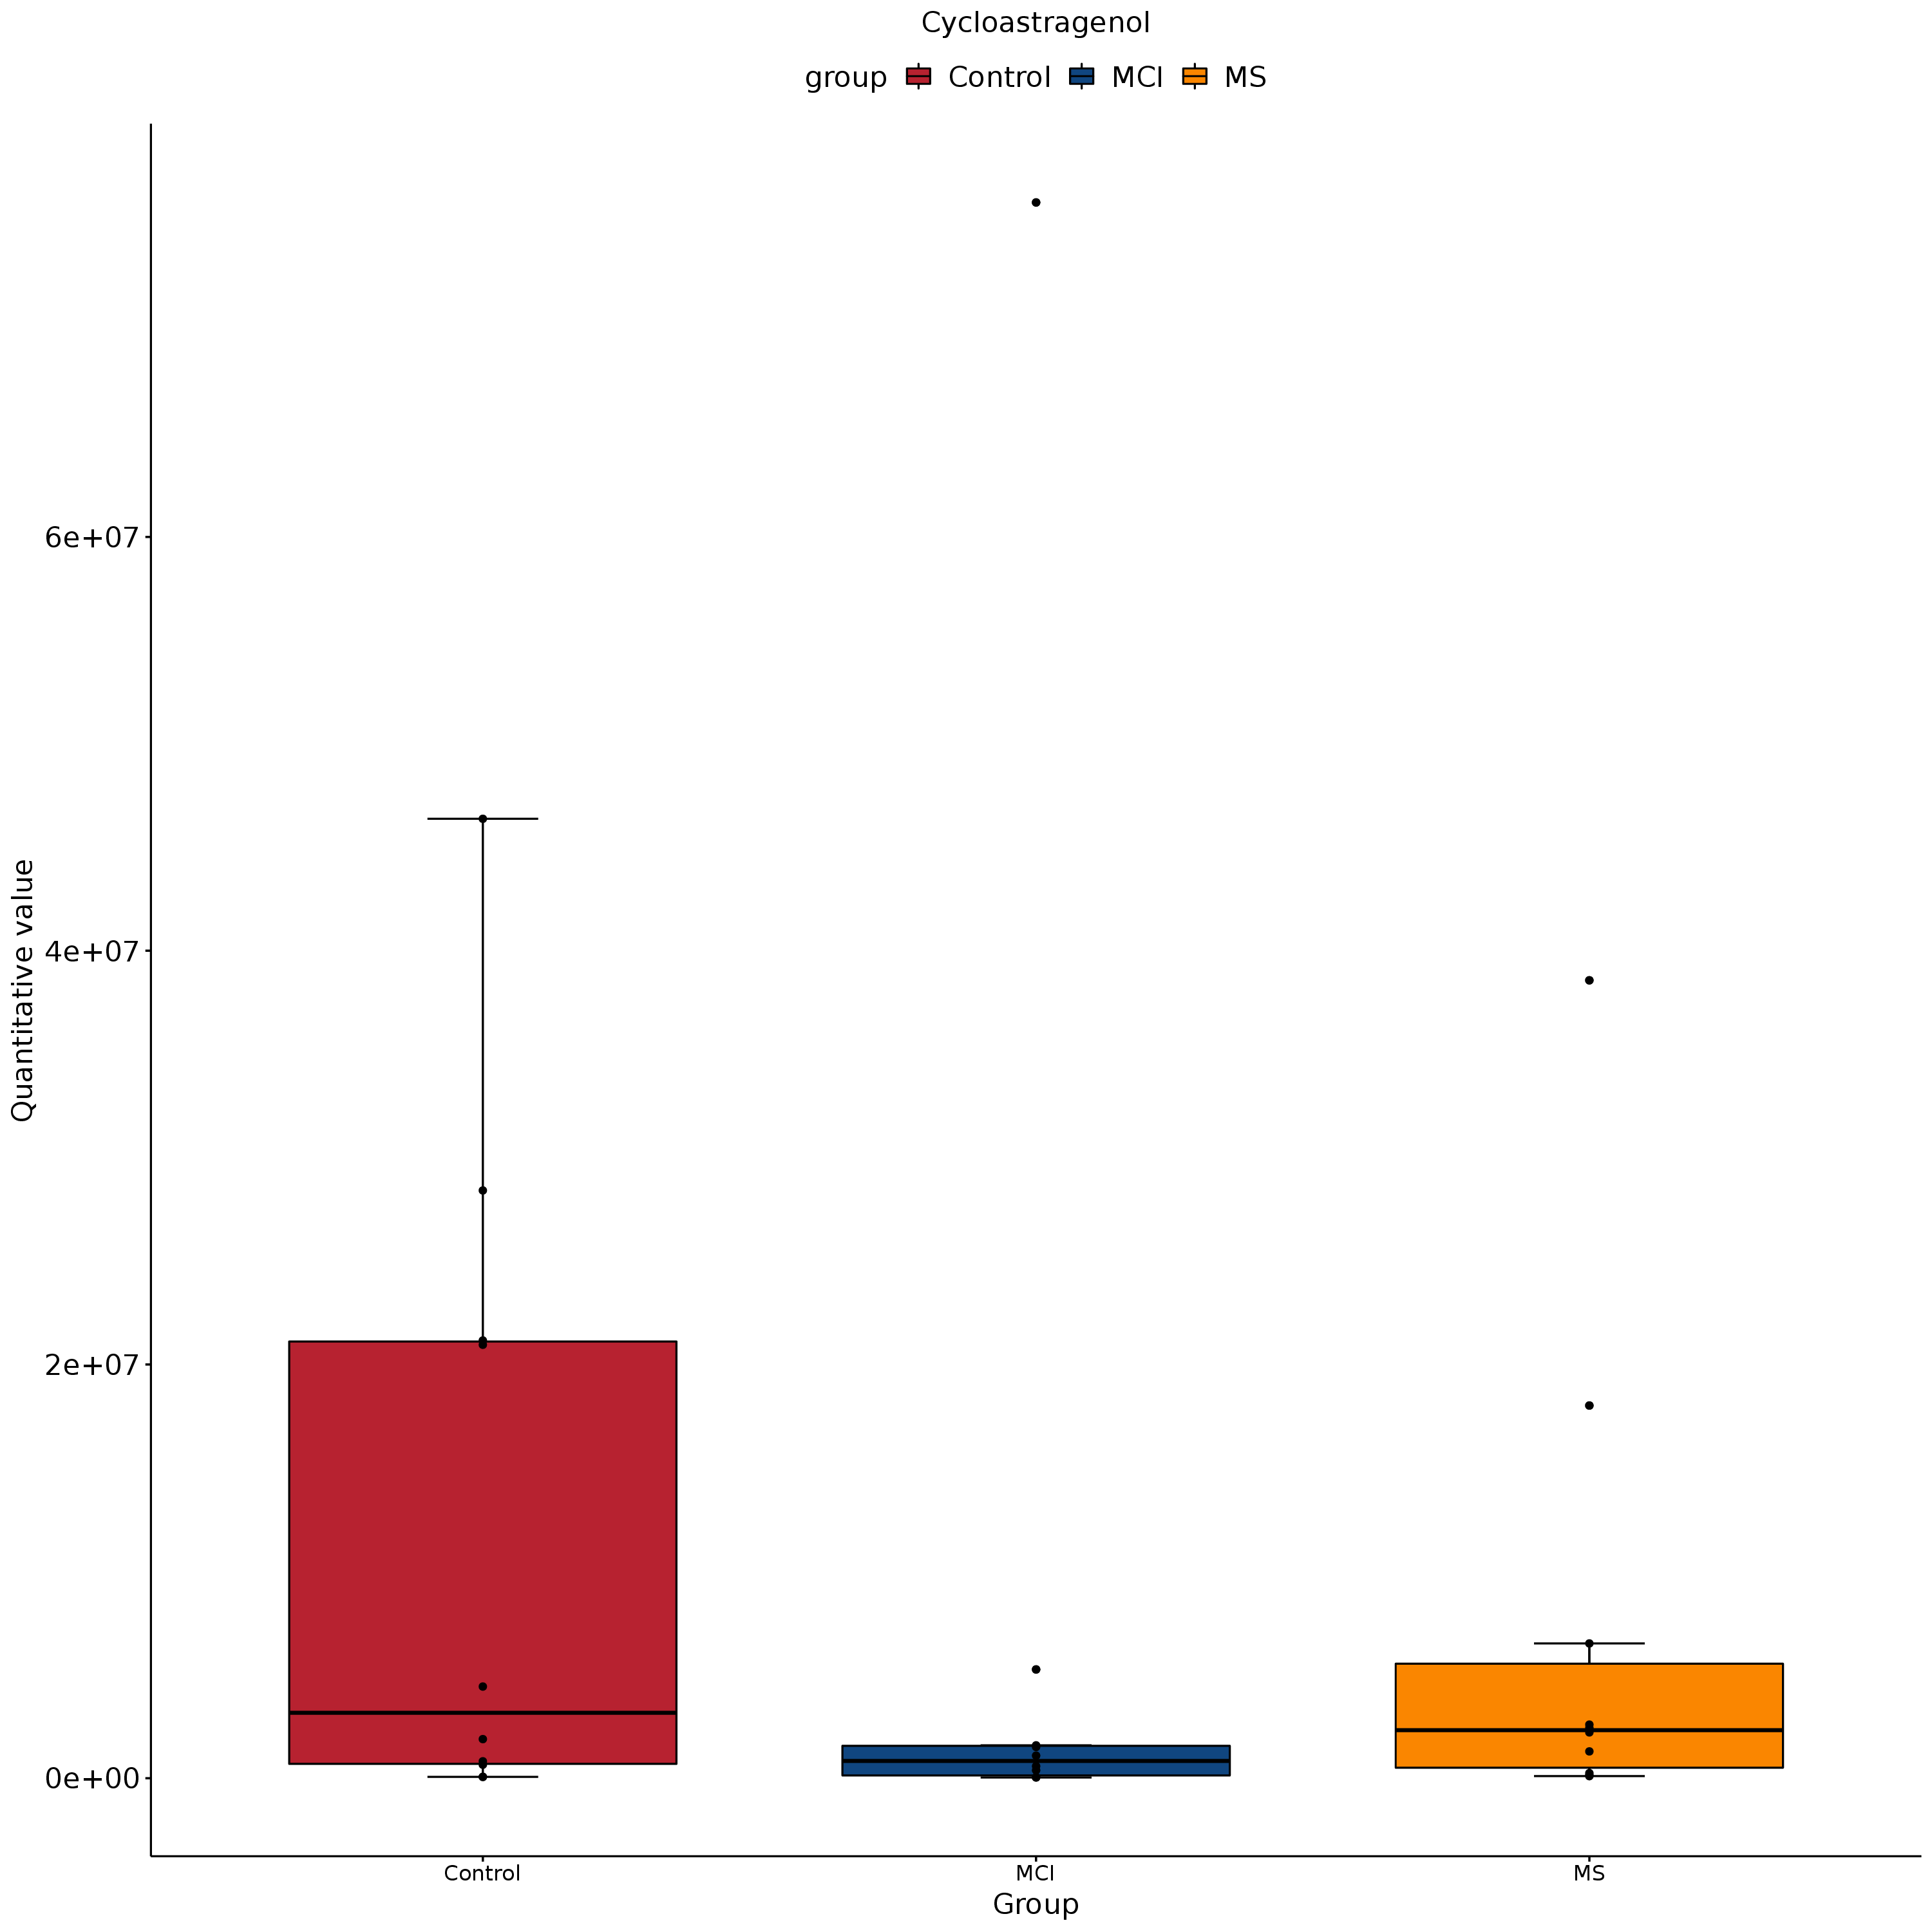 Cycloastragenol
group Control MCI MS
Quantitative value
6e+07
4e+07
2e+07
0e+00
Control MCI MS
Group